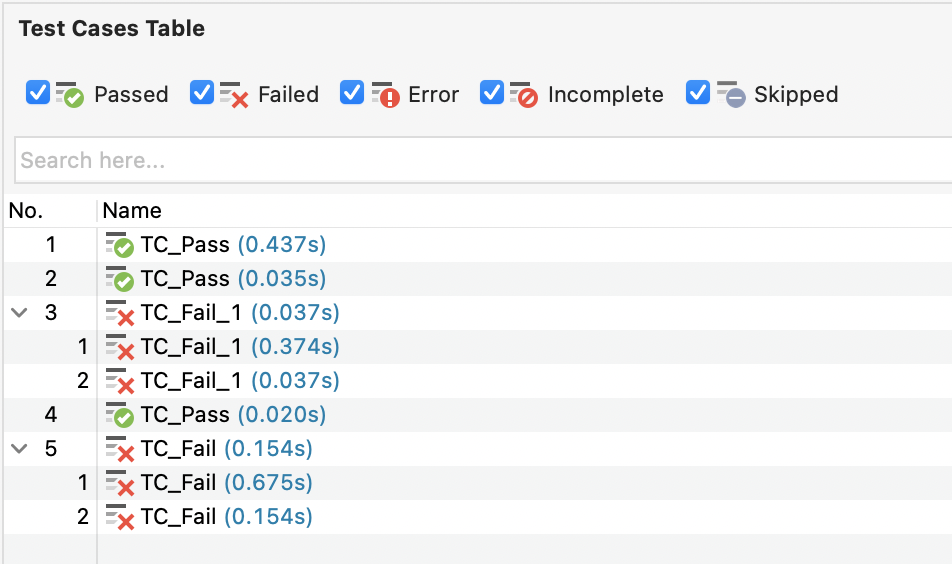 Test Cases Table
Passed Failed Error Incomplete Skipped
Search here...
No. Name
1 TC_Pass (0.437s)
2 TC_Pass (0.035s)
3 TC_Fail_1 (0.037s)
1 TC_Fail_1 (0.374s)
2 TC_Fail_1 (0.037s)
4 TC_Pass (0.020s)
5 TC_Fail (0.154s)
1 TC_Fail (0.675s)
2 TC_Fail (0.154s)